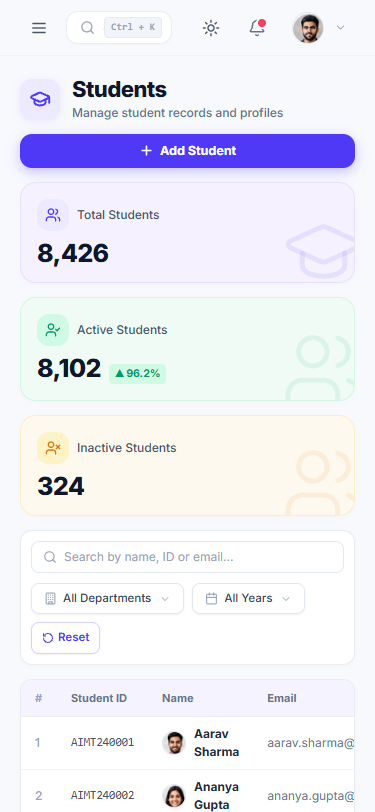 Ctrl + K
Students
Manage student records and profiles
+ Add Student
Total Students
8,426
Active Students
8,102 ▲ 96.2%
Inactive Students
324
Search by name, ID or email...
All Departments All Years
Reset
# Student ID Name Email
1 AIMT240001 Aarav Sharma aarav.sharma@
2 AIMT240002 Ananya Gupta ananya.gupta@